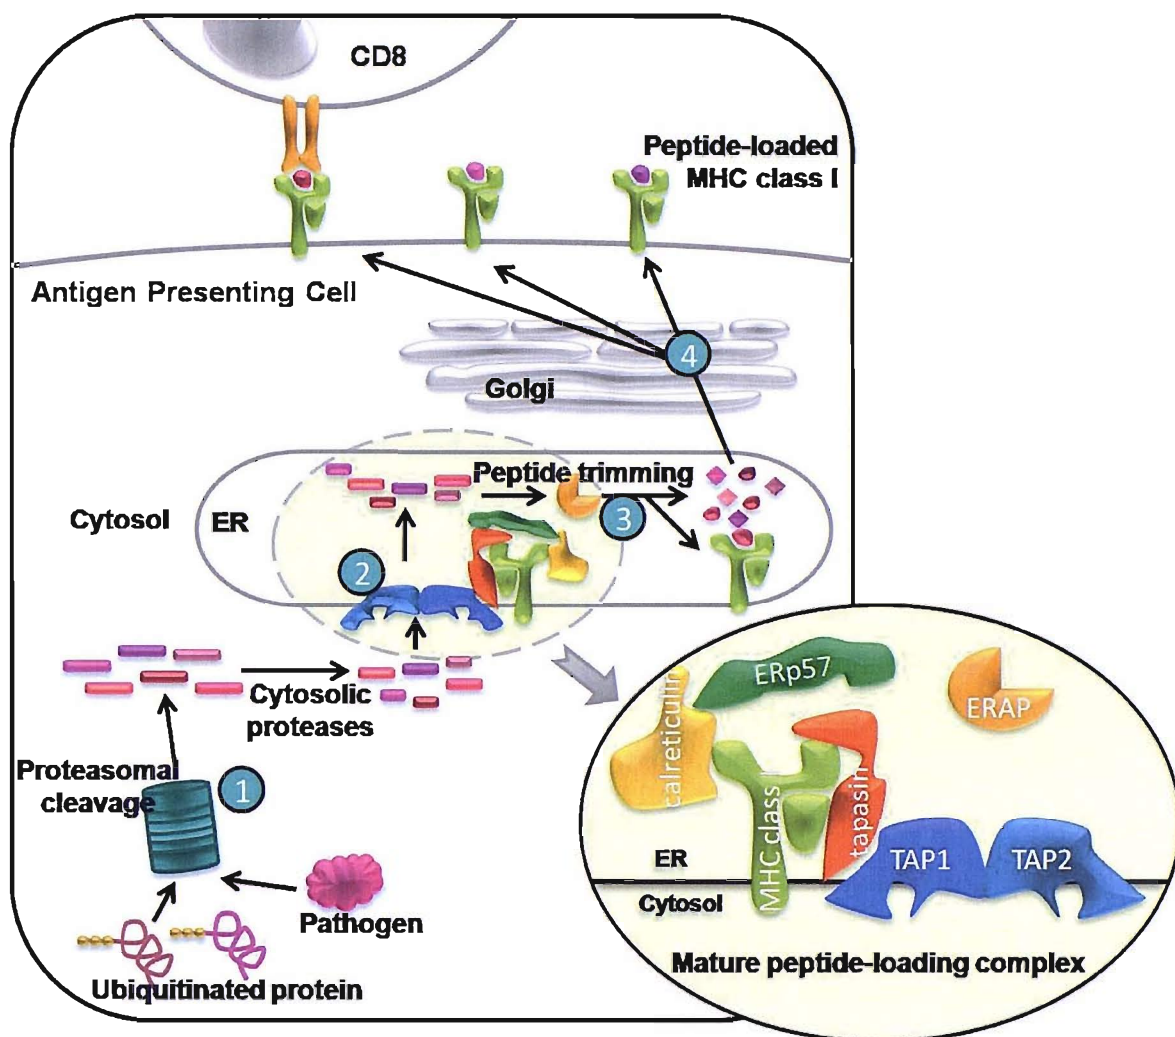 CD8
Peptide-loaded
MHC class I
Antigen Presenting Cell
4
Golgi
Peptide trimming
Cytosol
ER
3
2
Cytosolic
proteases
Proteasomal
cleavage
1
Pathogen
Ubiquitinated protein
ERp57
ERAP
calreticulin
MHC class I
tapasin
TAP1
TAP2
ER
Cytosol
Mature peptide-loading complex